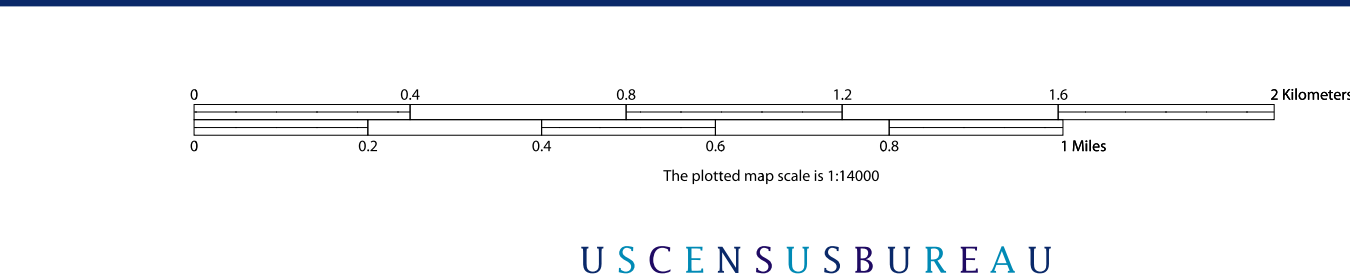 0 0.4 0.8 1.2 1.6 2 Kilometers
0 0.2 0.4 0.6 0.8 1 Miles
The plotted map scale is 1:14000
USCENSUSBUREAU